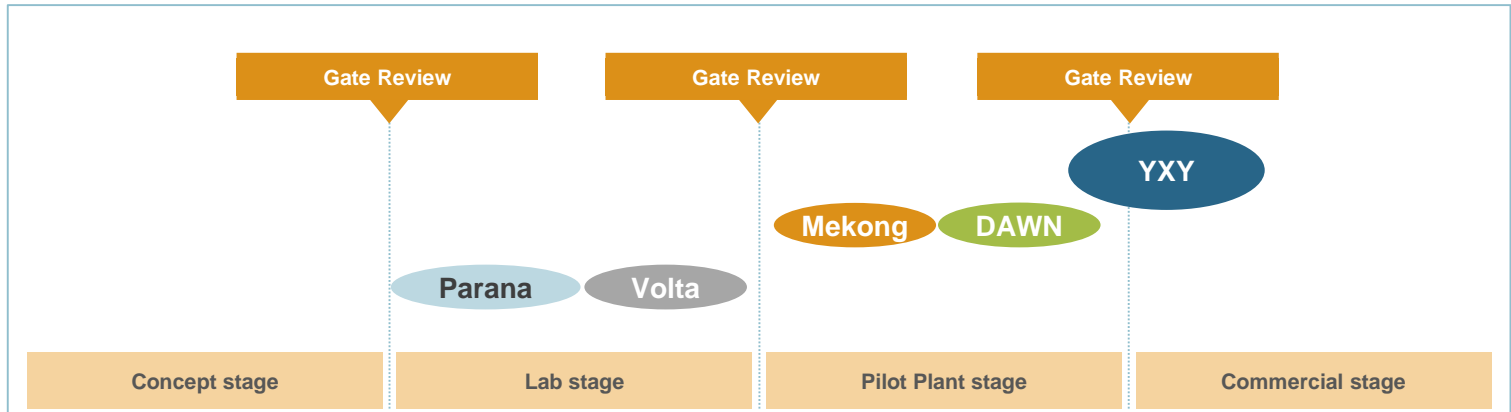 Gate Review
Gate Review
Gate Review
YXY
Mekong
DAWN
Parana
Volta
Concept stage
Lab stage
Pilot Plant stage
Commercial stage